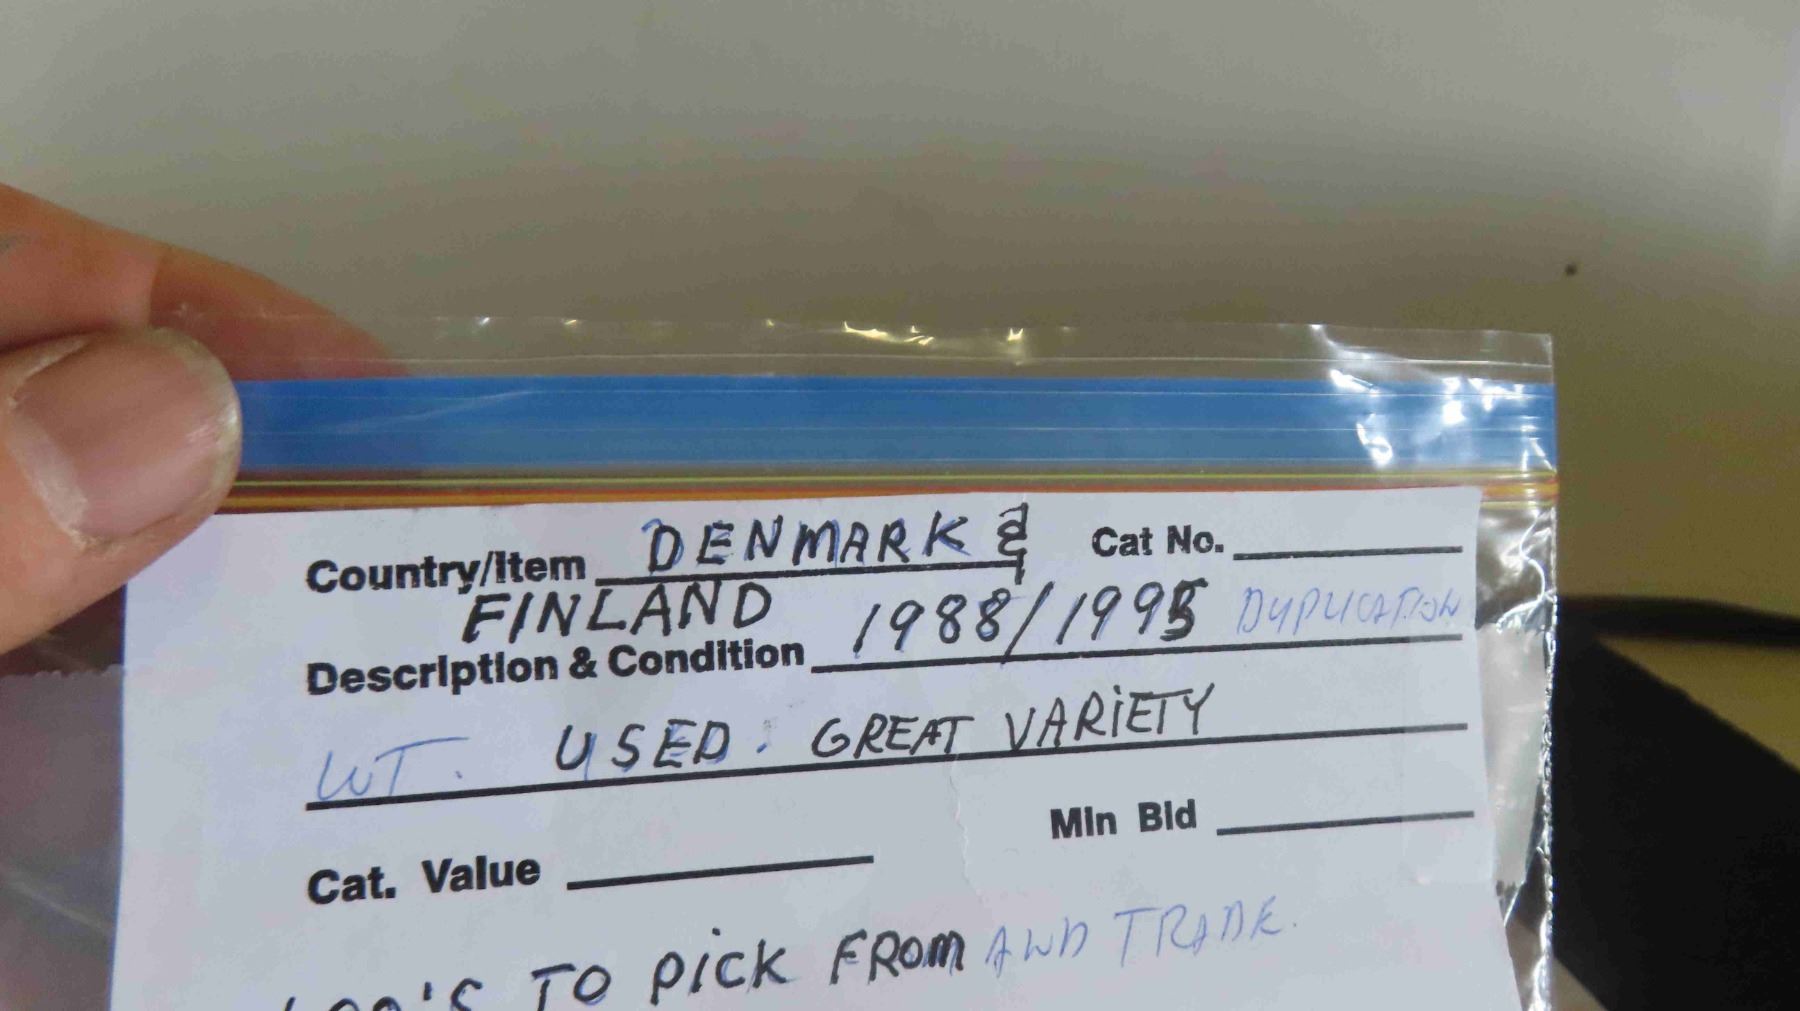 Country/Item DENMARK & Cat No.
FINLAND 1988/1995 DUPLICATION
Description & Condition
WT. USED. GREAT VARIETY
Min Bid
Cat. Value
100'S TO PICK FROM AND TRADE.